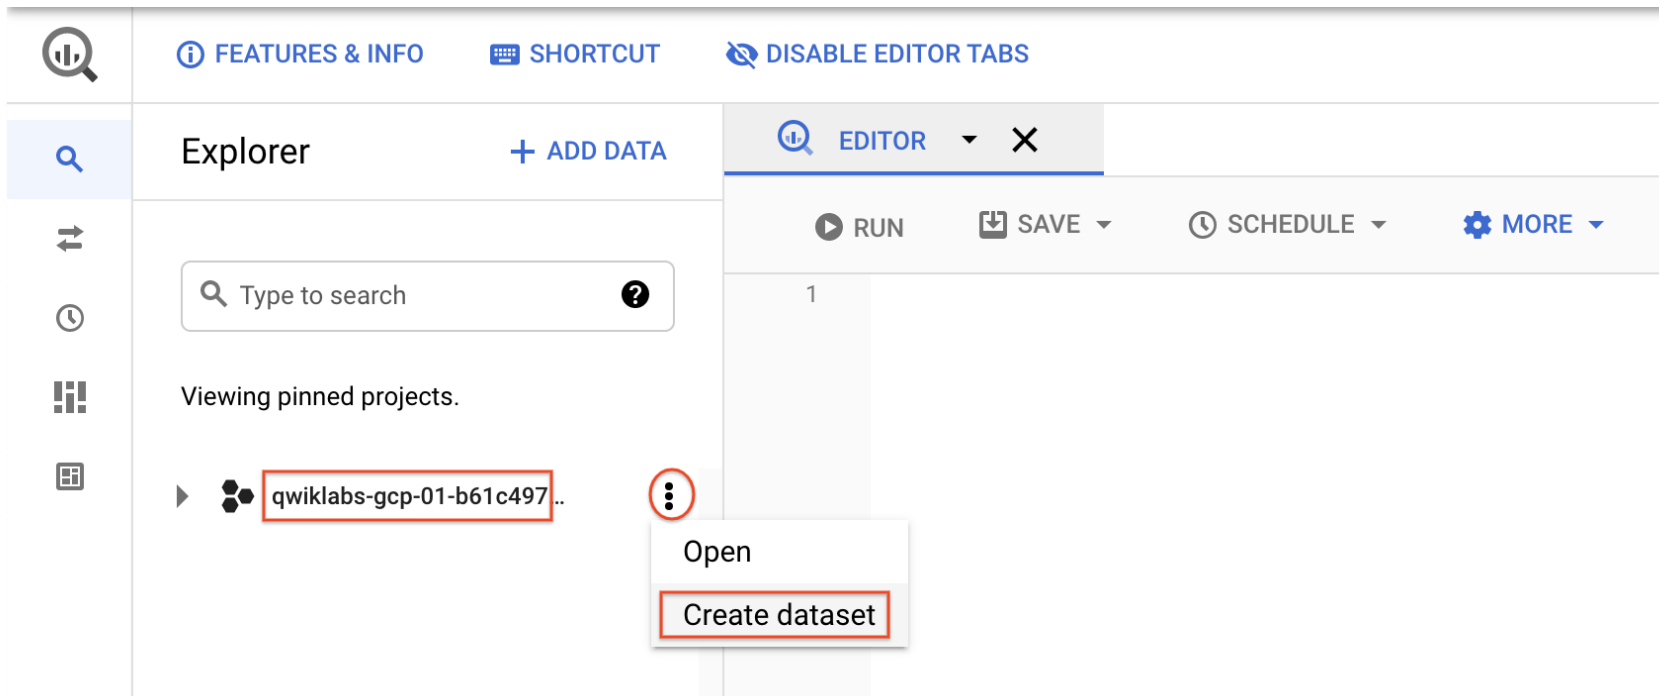 FEATURES & INFO SHORTCUT DISABLE EDITOR TABS
Explorer ADD DATA
EDITOR
RUN SAVE SCHEDULE MORE
Type to search
1
Viewing pinned projects.
qwiklabs-gcp-01-b61c497...
Open
Create dataset